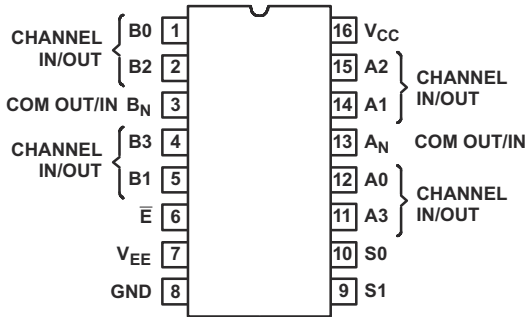 CHANNEL
IN/OUT
B0 1
B2 2
COM OUT/IN BN 3
CHANNEL
IN/OUT
B3 4
B1 5
E̅ 6
VEE 7
GND 8
16 VCC
15 A2
14 A1
CHANNEL
IN/OUT
13 AN COM OUT/IN
12 A0
11 A3
CHANNEL
IN/OUT
10 S0
9 S1